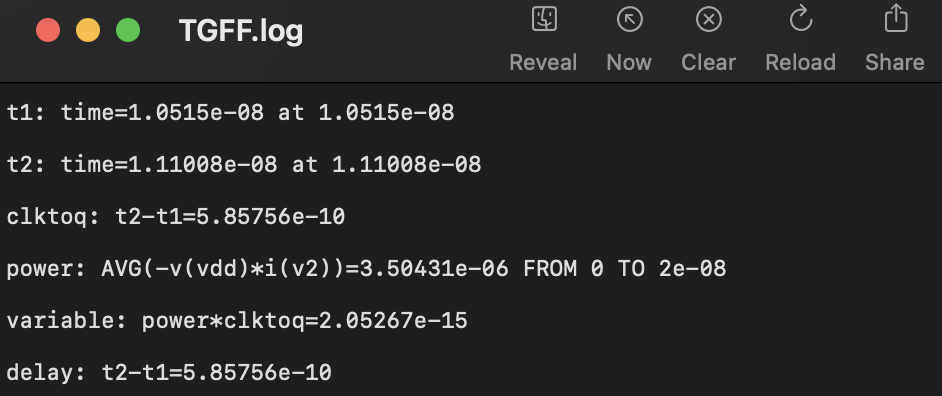 TGFF.log
Reveal Now Clear Reload Share
t1: time=1.0515e-08 at 1.0515e-08
t2: time=1.11008e-08 at 1.11008e-08
clktoq: t2-t1=5.85756e-10
power: AVG(-v(vdd)*i(v2))=3.50431e-06 FROM 0 TO 2e-08
variable: power*clktoq=2.05267e-15
delay: t2-t1=5.85756e-10